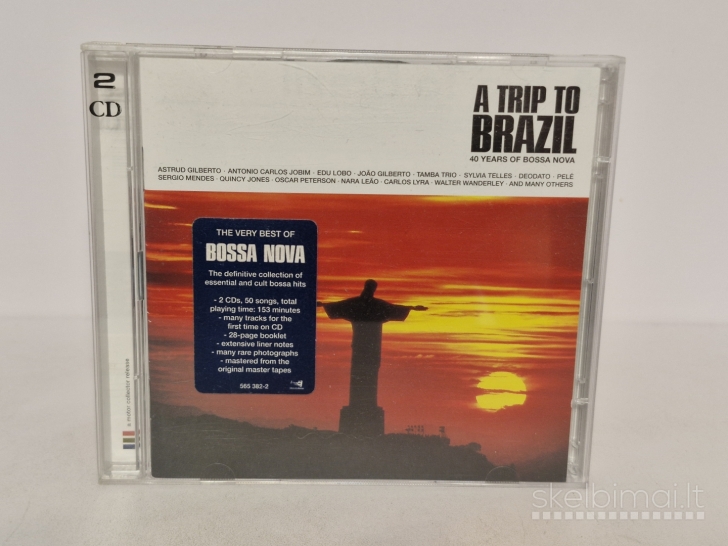 2
CD
A TRIP TO
BRAZIL
40 YEARS OF BOSSA NOVA
ASTRUD GILBERTO · ANTONIO CARLOS JOBIM · EDU LOBO · JOÃO GILBERTO · TAMBA TRIO · SYLVIA TELLES · DEODATO · PELÉ
SERGIO MENDES · QUINCY JONES · OSCAR PETERSON · NARA LEÃO · CARLOS LYRA · WALTER WANDERLEY · AND MANY OTHERS
THE VERY BEST OF
BOSSA NOVA
The definitive collection of
essential and cult bossa hits
- 2 CDs, 50 songs, total
playing time: 153 minutes
- many tracks for the
first time on CD
- 28-page booklet
- extensive liner notes
- many rare photographs
- mastered from the
original master tapes
565 382-2
a motor collector release
skelbimai.lt